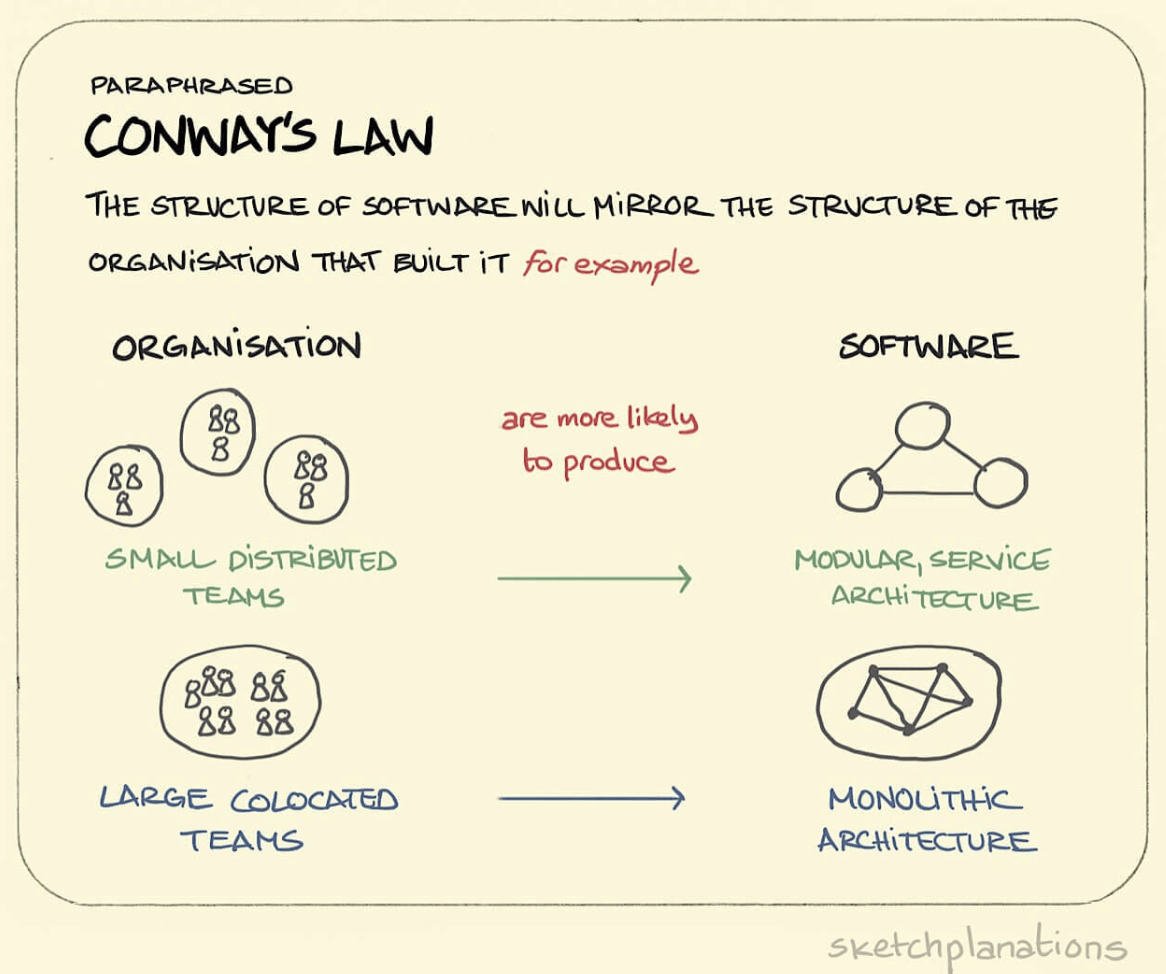 PARAPHRASED
CONWAY'S LAW
THE STRUCTURE OF SOFTWARE WILL MIRROR THE STRUCTURE OF THE
ORGANISATION THAT BUILT IT for example
ORGANISATION
SOFTWARE
are more likely
to produce
SMALL DISTRIBUTED
TEAMS
MODULAR, SERVICE
ARCHITECTURE
LARGE COLOCATED
TEAMS
MONOLITHIC
ARCHITECTURE
sketchplanations